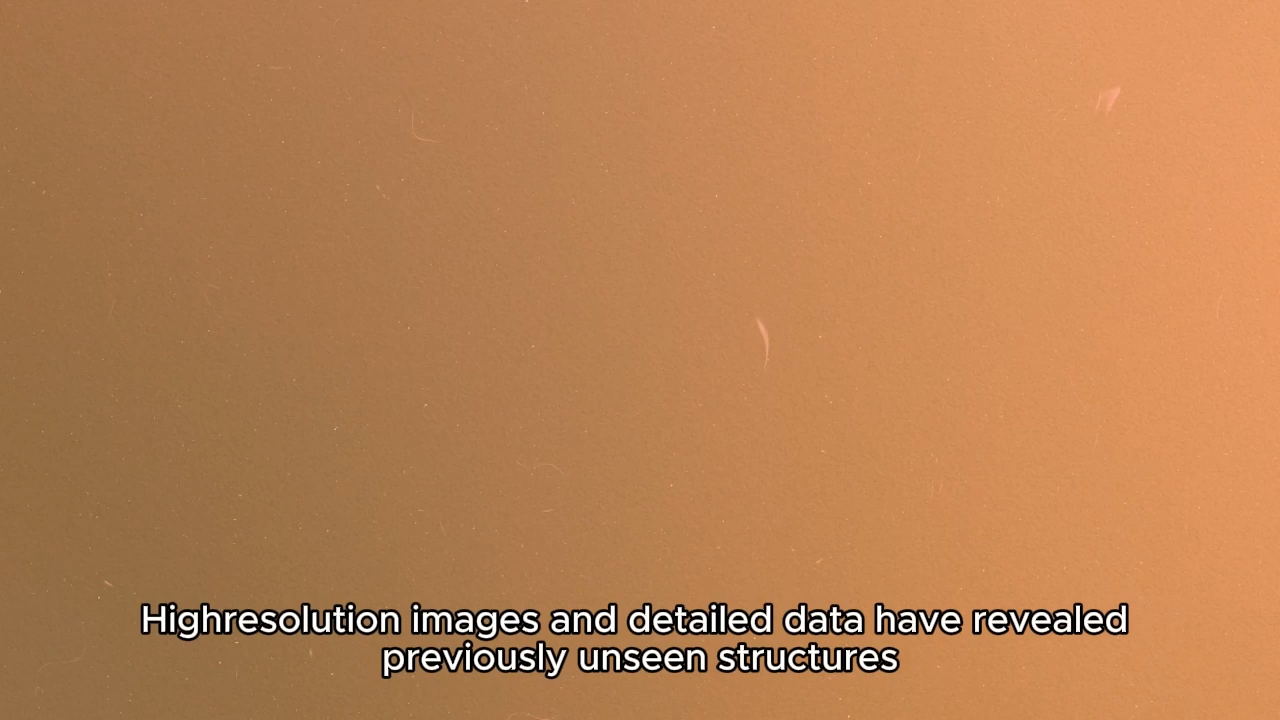 Highresolution images and detailed data have revealed
previously unseen structures